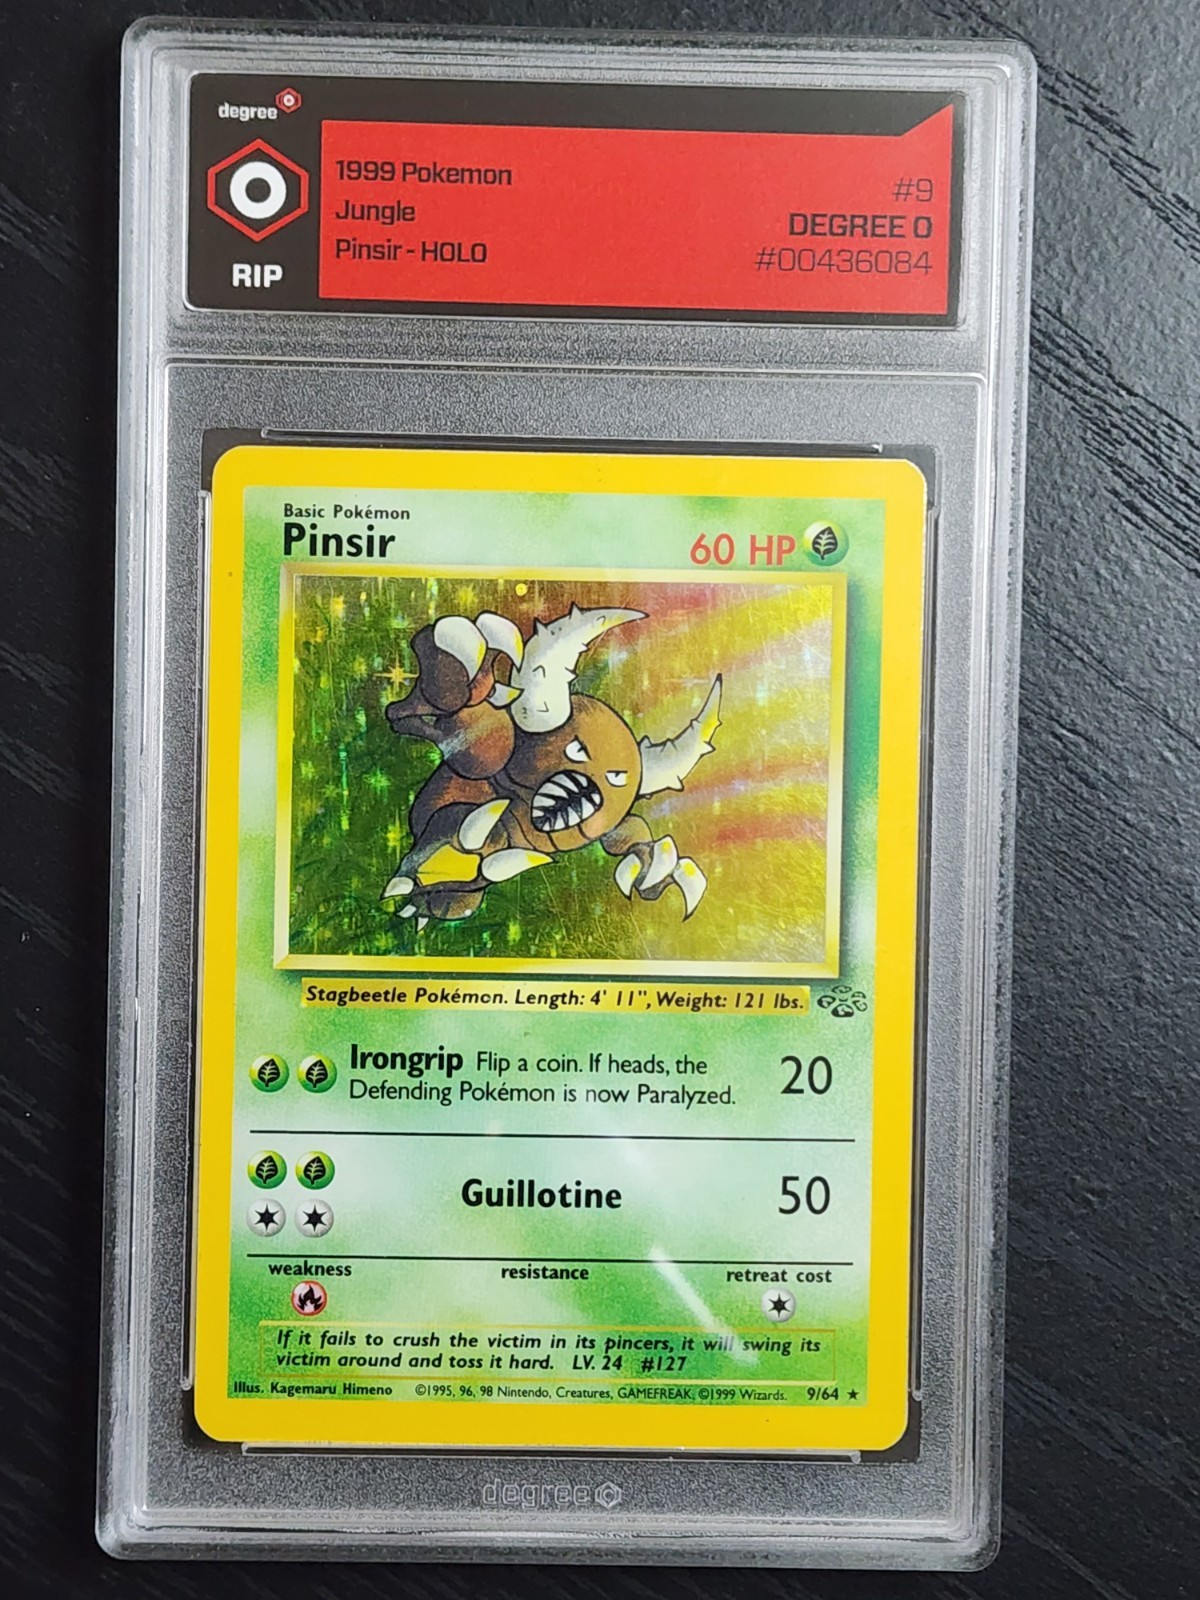 degree
RIP
1999 Pokemon
Jungle
Pinsir - HOLO
#9
DEGREE 0
#00436084
Basic Pokémon
Pinsir
60 HP
Stagbeetle Pokémon. Length: 4' 11", Weight: 121 lbs.
Irongrip Flip a coin. If heads, the
Defending Pokémon is now Paralyzed.
20
Guillotine
50
weakness
resistance
retreat cost
If it fails to crush the victim in its pincers, it will swing its
victim around and toss it hard. LV. 24 #127
Illus. Kagemaru Himeno ©1995, 96, 98 Nintendo, Creatures, GAMEFREAK. ©1999 Wizards. 9/64 ★
degree